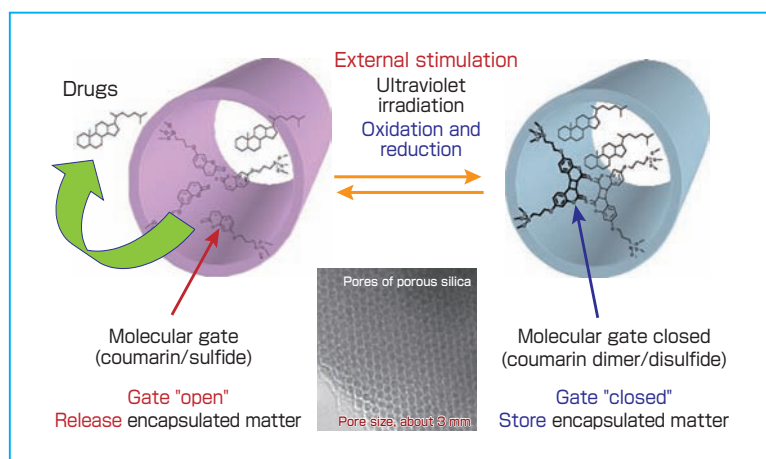 Drugs
External stimulation
Ultraviolet
irradiation
Oxidation and
reduction
Pores of porous silica
Pore size, about 3 mm
Molecular gate
(coumarin/sulfide)
Gate "open"
Release encapsulated matter
Molecular gate closed
(coumarin dimer/disulfide)
Gate "closed"
Store encapsulated matter